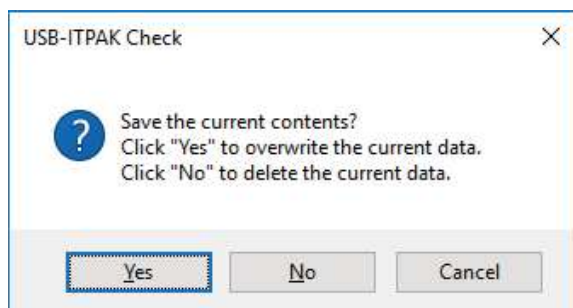 USB-ITPAK Check
Save the current contents?
Click "Yes" to overwrite the current data.
Click "No" to delete the current data.
Yes
No
Cancel